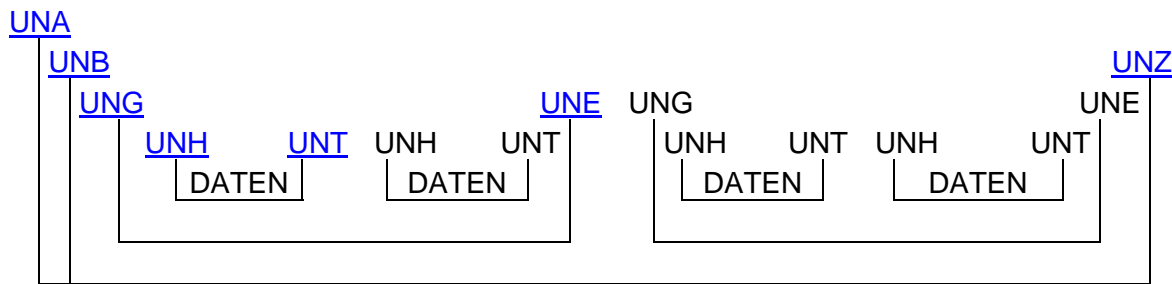 UNA
UNB UNZ
UNG UNE UNG UNE
UNH UNT UNH UNT UNH UNT UNH UNT
DATEN DATEN DATEN DATEN